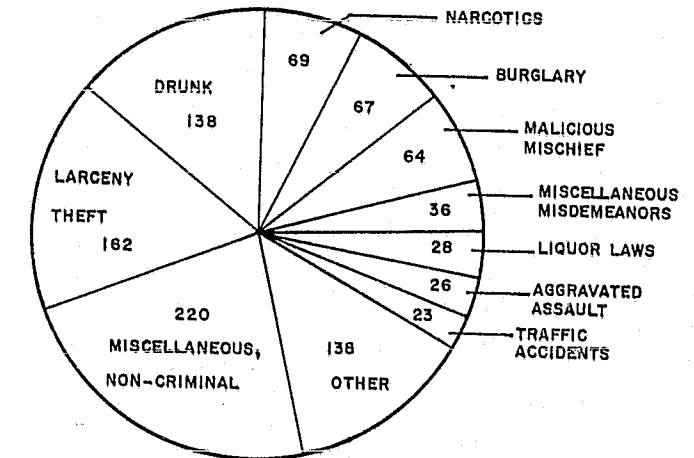 NARCOTICS
69
BURGLARY
67
MALICIOUS
MISCHIEF
64
MISCELLANEOUS
MISDEMEANORS
36
LIQUOR LAWS
28
AGGRAVATED
ASSAULT
26
TRAFFIC
ACCIDENTS
23
138
OTHER
220
MISCELLANEOUS,
NON-CRIMINAL
LARCENY
THEFT
162
DRUNK
138